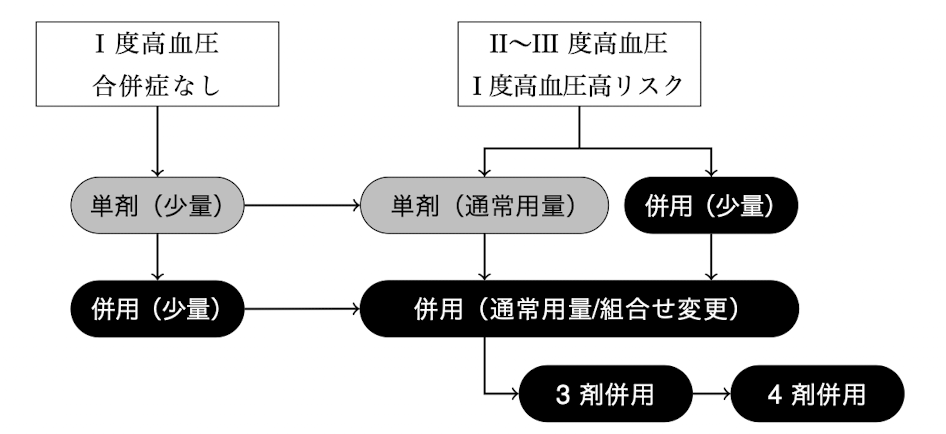 I 度高血圧
合併症なし
II～III 度高血圧
I 度高血圧高リスク
単剤（少量）
単剤（通常用量）
併用（少量）
併用（少量）
併用（通常用量/組合せ変更）
3 剤併用
4 剤併用